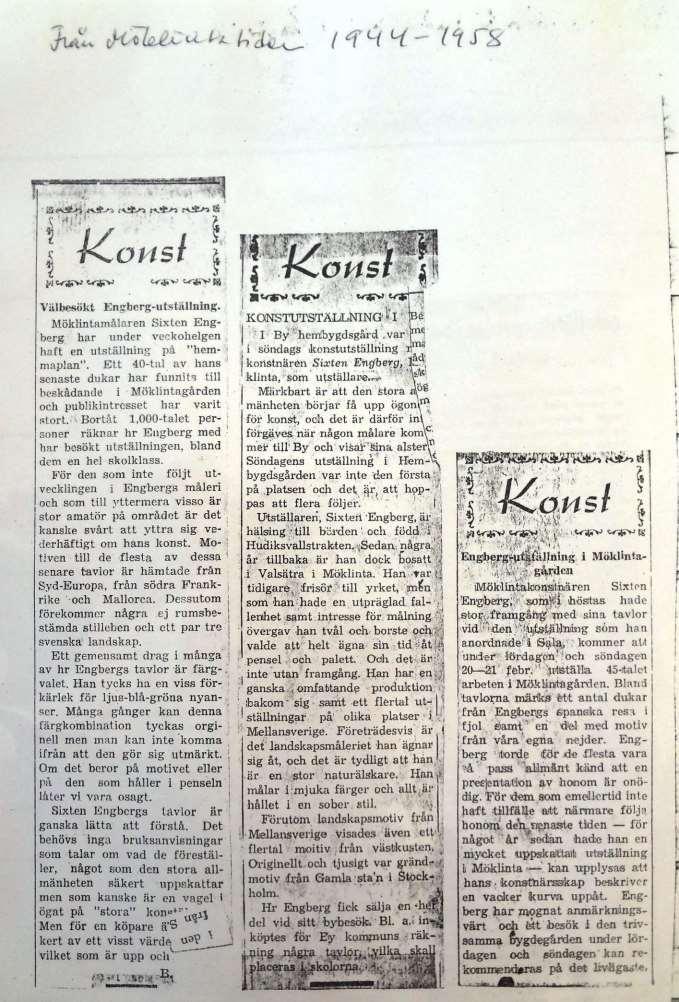 Från Möklinta tiden 1944-1958
Konst
Välbesökt Engberg-utställning.
Möklintamålaren Sixten Eng-
berg har under veckohelgen
haft en utställning på "hem-
maplan". Ett 40-tal av hans
senaste dukar har funnits till
beskådande i Möklintagården
och publikintresset har varit
stort. Bortåt 1,000-talet per-
soner räknar hr Engberg med
har besökt utställningen, bland
dem en hel skolklass.
För den som inte följt ut-
vecklingen i Engbergs måleri
och som till yttermera visso är
stor amatör på området är det
kanske svårt att yttra sig ve-
derhäftigt om hans konst. Mo-
tiven till de flesta av dessa
senare tavlor är hämtade från
Syd-Europa, från södra Frank-
rike och Mallorca. Dessutom
förekommer några ej rumsbe-
stämda stilleben och ett par tre
svenska landskap.
Ett gemensamt drag i många
av hr Engbergs tavlor är färg-
valet. Han tycks ha en viss för-
kärlek för ljus-blå-gröna nyan-
ser. Många gånger kan denna
färgkombination tyckas orgi-
nell men man kan inte komma
ifrån att den gör sig utmärkt.
Om det beror på motivet eller
på den som håller i penseln
låter vi vara osagt.
Sixten Engbergs tavlor är
ganska lätta att förstå. Det
behövs inga bruksanvisningar
som talar om vad de förestäl-
ler, något som den stora all-
mänheten säkert uppskattar
men som kanske är en vagel i
ögat på "stora"
Men för en köpare
kert av ett visst värde
vilket som är upp och
från
i den
B.
Konst
KONSTUTSTÄLLNING I
I By hembygdsgård var
i söndags konstutställning
konstnären Sixten Engberg,
klinta, som utställare.
Märkbart är att den stora
mänheten börjar få upp ögon
för konst, och det är därför in
förgäves när någon målare kom
mer till By och visar sina alster
Söndagens utställning i Hem-
bygdsgården var inte den första
på platsen och det är att hop-
pas att flera följer.
Utställaren, Sixten Engberg, är
hälsing till börden och född i
Hudiksvallstrakten. Sedan några
år tillbaka är han dock bosatt
i Valsätra i Möklinta. Han var
tidigare frisör till yrket, men
som han hade en utpräglad fal-
lenhet samt intresse för målning
övergav han tvål och borste och
valde att helt ägna sin tid åt
pensel och palett. Och det är
inte utan framgång. Han har en
ganska omfattande produktion
bakom sig samt ett flertal ut-
ställningar på olika platser i
Mellansverige. Företrädesvis är
det landskapsmåleriet han ägnar
sig åt, och det är tydligt att han
är en stor naturälskare. Han
målar i mjuka färger och allt är
hållet i en sober stil.
Förutom landskapsmotiv från
Mellansverige visades även ett
flertal moitiv från västkusten.
Originellt och tjusigt var gränd-
motiv från Gamla sta'n i Stock-
holm.
Hr Engberg fick sälja en hel
del vid sitt bybesök. Bl. a. in-
köptes för By kommuns räk-
ning några tavlor, vilka skall
placeras i skolorna.
Konst
Engberg-utställning i Möklinta-
gården
Möklintakonstnären Sixten
Engberg, som i höstas hade
stor framgång med sina tavlor
vid den utställning som han
anordnade i Sala, kommer att
under lördagen och söndagen
20—21 febr. utställa 45-talet
arbeten i Möklintagården. Bland
tavlorna märks ett antal dukar
från Engbergs spanska resa i
fjol samt en del med motiv
från våra egna nejder. Eng-
berg torde för de flesta vara
så pass allmänt känd att en
presentation av honom är onö-
dig. För dem som emellertid inte
haft tillfälle att närmare följa
honom den senaste tiden — för
något år sedan hade han en
mycket uppskattat utställning
i Möklinta — kan upplysas att
hans konstnärsskap beskriver
en vacker kurva uppåt. Eng-
berg har mognat anmärknings-
värt och ett besök i den triv-
samma bygdegården under lör-
dagen och söndagen kan re-
kommenderas på det livligaste.